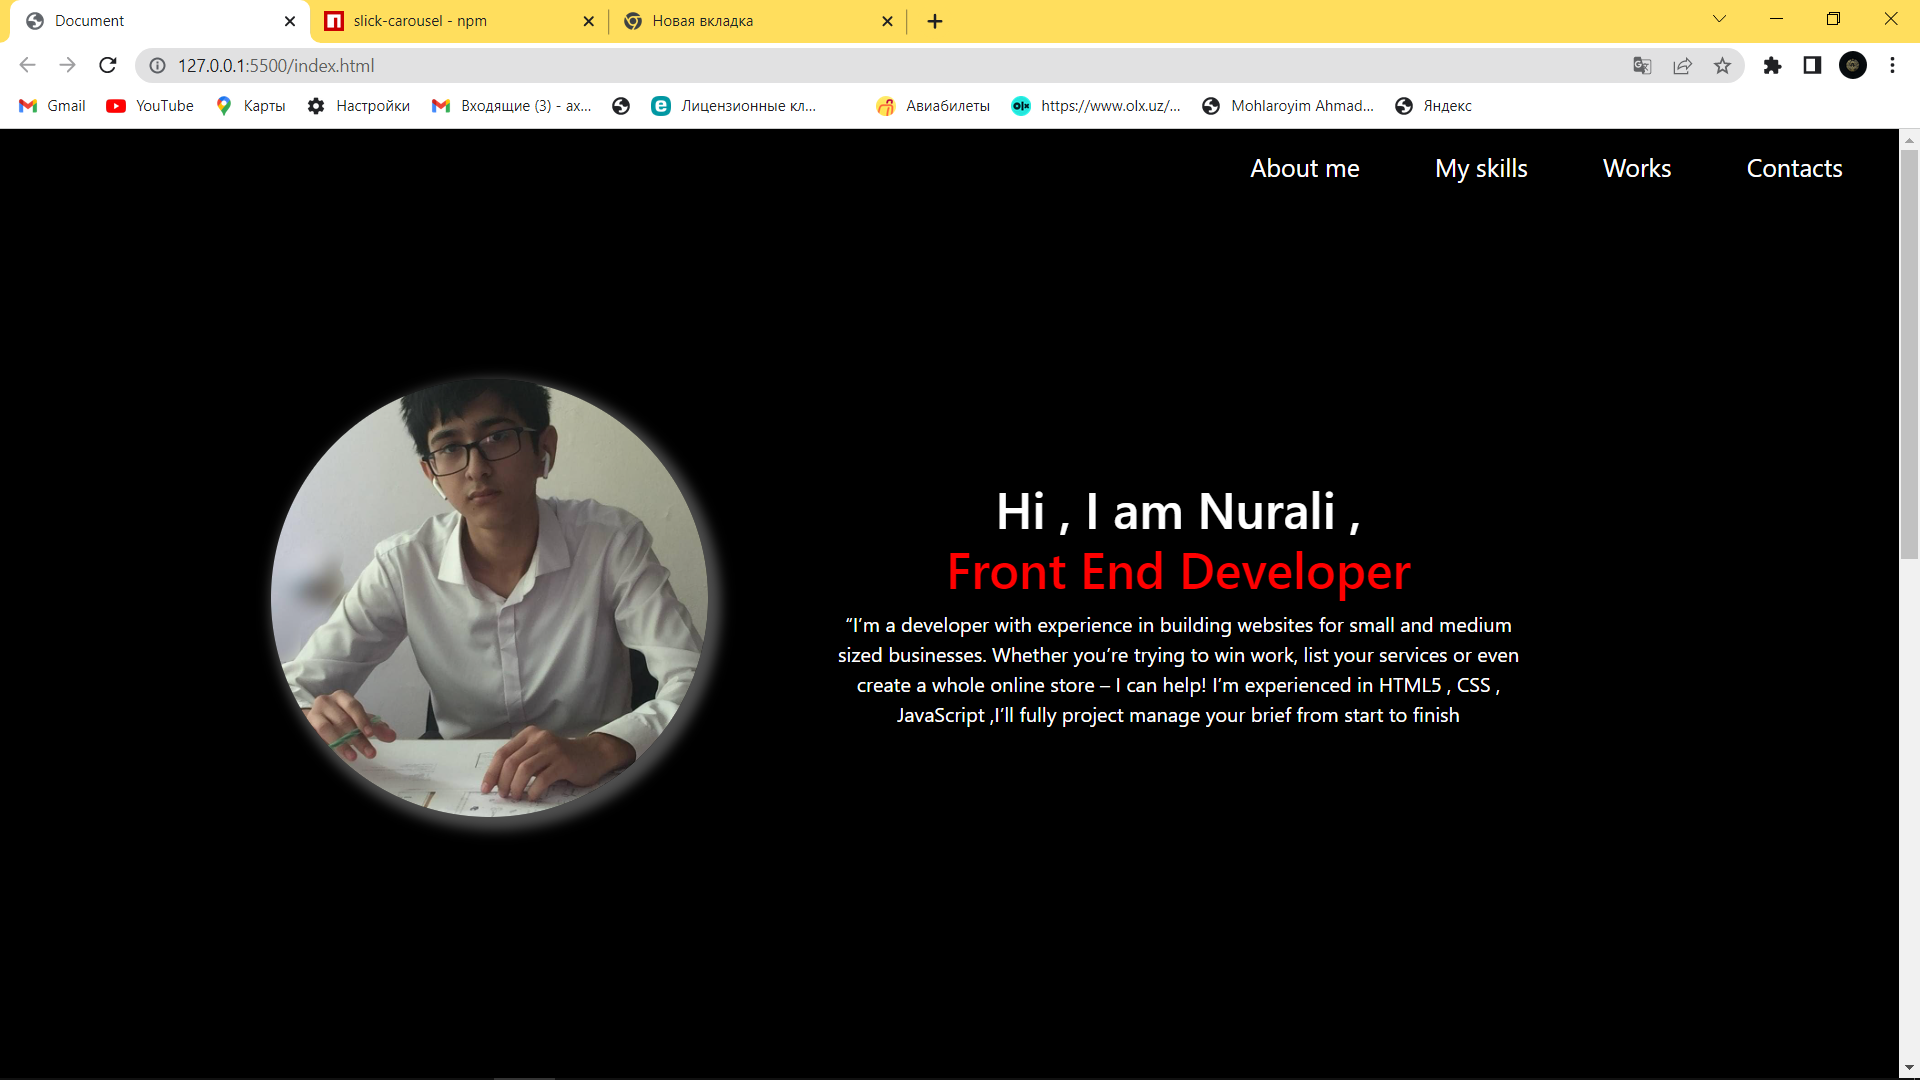 Document
slick-carousel - npm
Новая вкладка
127.0.0.1:5500/index.html
Gmail
YouTube
Карты
Настройки
Входящие (3) - ax...
Лицензионные кл...
Авиабилеты
https://www.olx.uz/...
Mohlaroyim Ahmad...
Яндекс
About me
My skills
Works
Contacts
Hi , I am Nurali ,
Front End Developer
“I’m a developer with experience in building websites for small and medium
sized businesses. Whether you’re trying to win work, list your services or even
create a whole online store – I can help! I’m experienced in HTML5 , CSS ,
JavaScript ,I’ll fully project manage your brief from start to finish